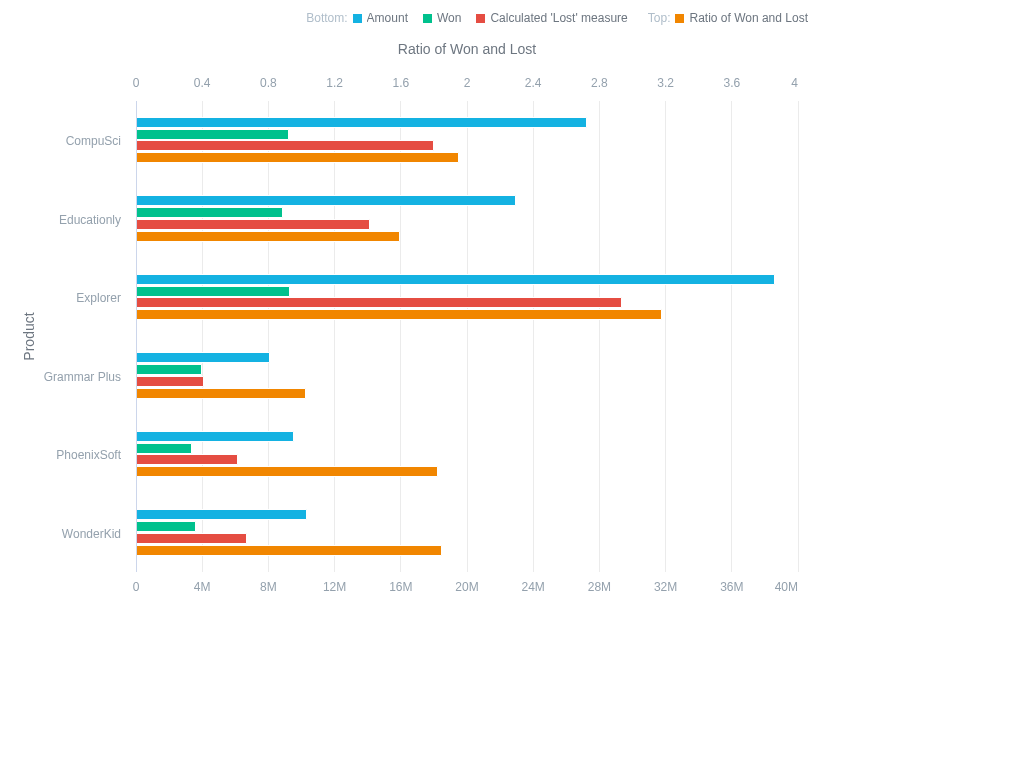 Bottom: Amount Won Calculated 'Lost' measure Top: Ratio of Won and Lost
Ratio of Won and Lost
0 0.4 0.8 1.2 1.6 2 2.4 2.8 3.2 3.6 4
Product
CompuSci
Educationly
Explorer
Grammar Plus
PhoenixSoft
WonderKid
0 4M 8M 12M 16M 20M 24M 28M 32M 36M 40M